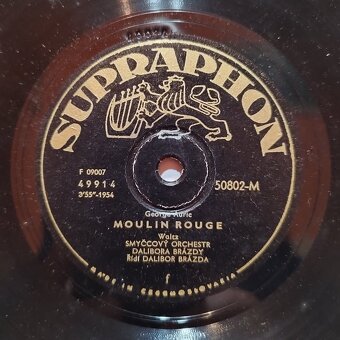 SUPRAPHON
F 09007
49914
3'55"-1954
50802-M
George Auric
MOULIN ROUGE
Waltz
SMYČCOVÝ ORCHESTR
DALIBORA BRÁZDY
Řídí DALIBOR BRÁZDA
f
MADE IN CZECHOSLOVAKIA